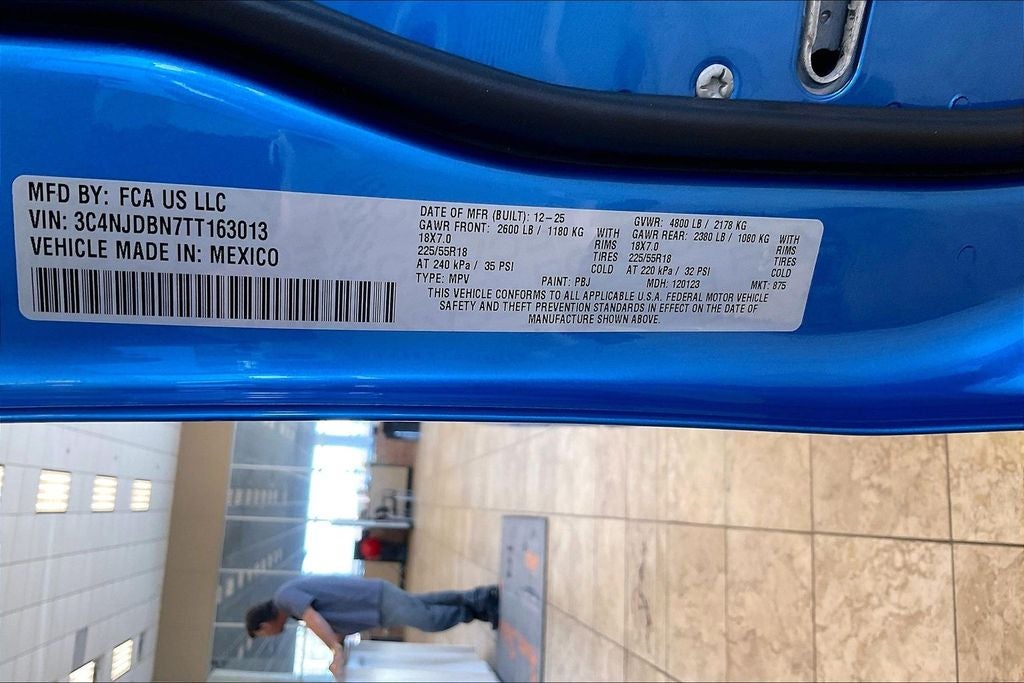 MFD BY: FCA US LLC
VIN: 3C4NJDBN7TT163013
VEHICLE MADE IN: MEXICO
DATE OF MFR (BUILT): 12-25 GVWR: 4800 LB / 2178 KG
GAWR FRONT: 2600 LB / 1180 KG WITH GAWR REAR: 2380 LB / 1080 KG WITH
18X7.0 RIMS 18X7.0 RIMS
225/55R18 TIRES 225/55R18 TIRES
AT 240 kPa / 35 PSI COLD AT 220 kPa / 32 PSI COLD
TYPE: MPV PAINT: PBJ MDH: 120123 MKT: 875
THIS VEHICLE CONFORMS TO ALL APPLICABLE U.S.A. FEDERAL MOTOR VEHICLE
SAFETY AND THEFT PREVENTION STANDARDS IN EFFECT ON THE DATE OF
MANUFACTURE SHOWN ABOVE.